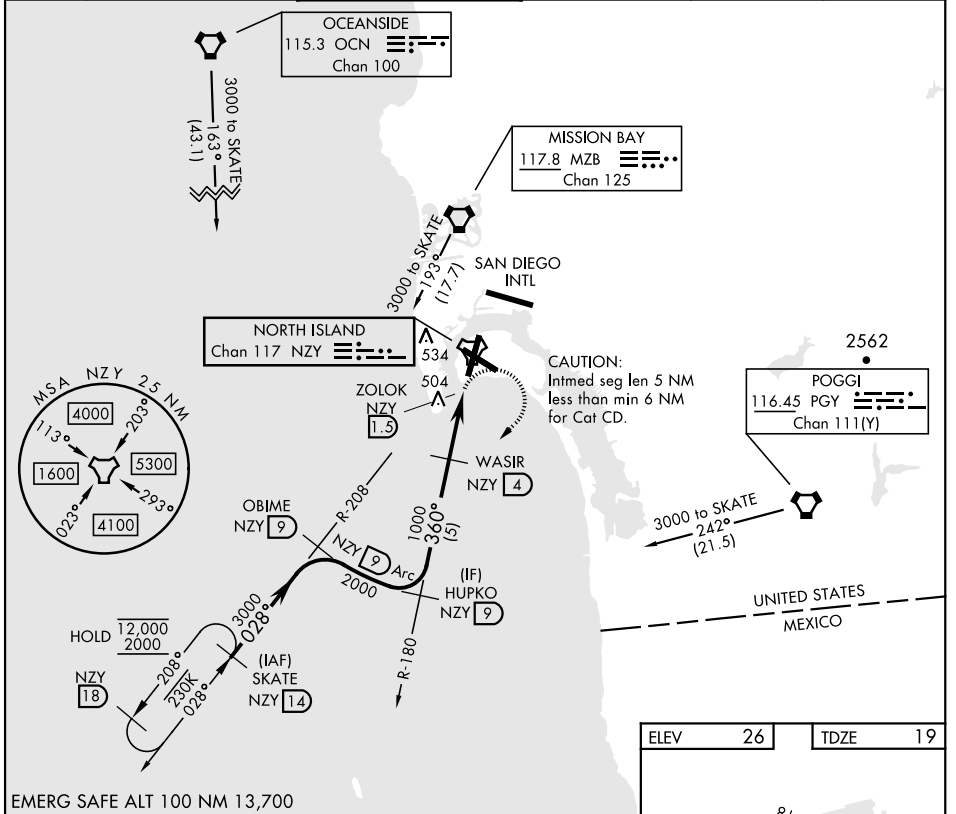 OCEANSIDE
115.3 OCN
Chan 100
3000 to SKATE
163°
(43.1)
MISSION BAY
117.8 MZB
Chan 125
3000 to SKATE
193°
(17.7)
SAN DIEGO
INTL
NORTH ISLAND
Chan 117 NZY
534
504
ZOLOK
NZY
1.5
CAUTION:
Intmed seg len 5 NM
less than min 6 NM
for Cat CD.
2562
POGGI
116.45 PGY
Chan 111(Y)
3000 to SKATE
242°
(21.5)
MSA NZY 25 NM
4000
203°
113°
1600
5300
023°
293°
4100
WASIR
NZY 4
OBIME
NZY 9
R-208
NZY 9 Arc
2000
1000
360°
(5)
(IF)
HUPKO
NZY 9
R-180
UNITED STATES
MEXICO
HOLD 12,000
2000
3000
028°
208°
230K
028°
(IAF)
SKATE
NZY 14
NZY
18
ELEV 26
TDZE 19
EMERG SAFE ALT 100 NM 13,700